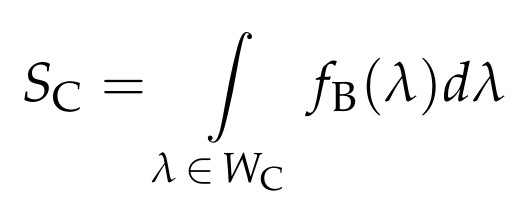 S_C = ∫_{λ ∈ W_C} f_B(λ)dλ